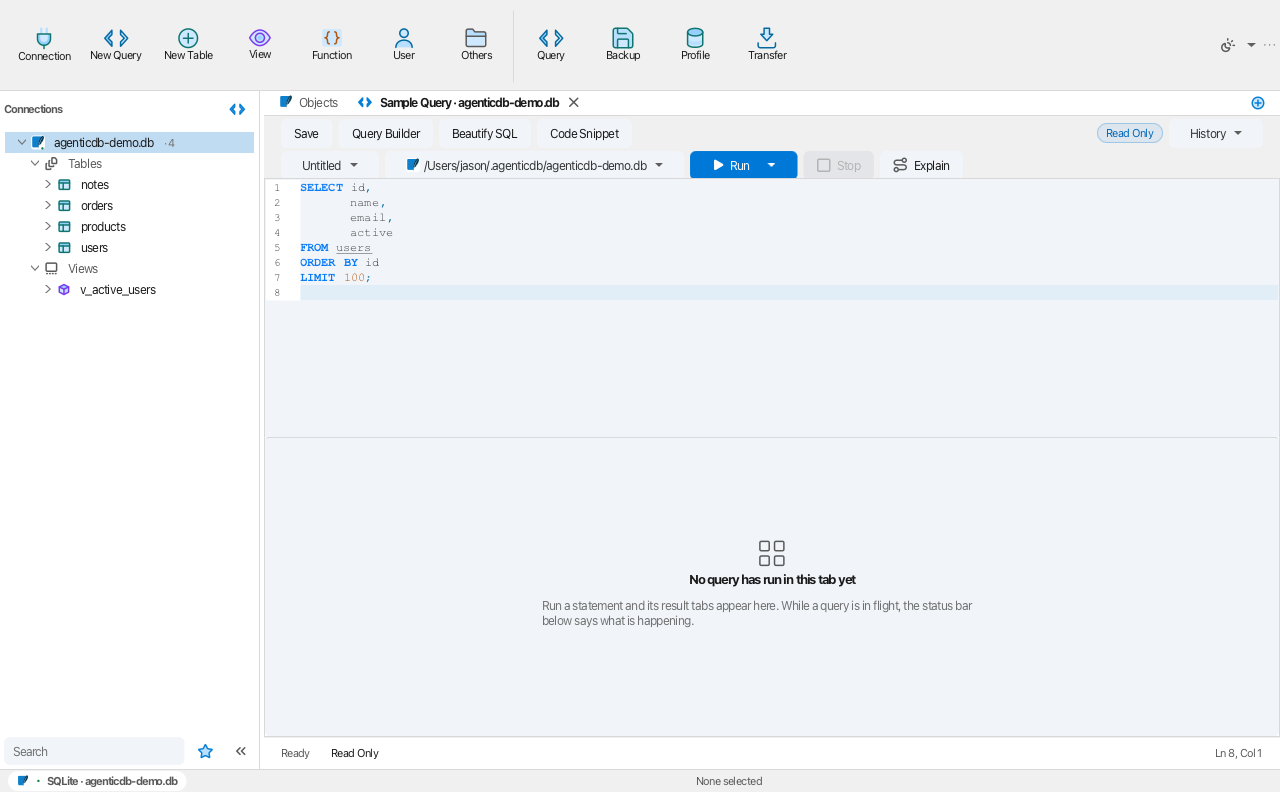 Connection
New Query
New Table
View
Function
User
Others
Query
Backup
Profile
Transfer
Connections
agenticdb-demo.db · 4
Tables
notes
orders
products
users
Views
v_active_users
Search
Objects
Sample Query · agenticdb-demo.db
Save
Query Builder
Beautify SQL
Code Snippet
Read Only
History
Untitled
/Users/jason/.agenticdb/agenticdb-demo.db
Run
Stop
Explain
1 SELECT id,
2 name,
3 email,
4 active
5 FROM users
6 ORDER BY id
7 LIMIT 100;
8
No query has run in this tab yet
Run a statement and its result tabs appear here. While a query is in flight, the status bar
below says what is happening.
Ready
Read Only
Ln 8, Col 1
SQLite · agenticdb-demo.db
None selected